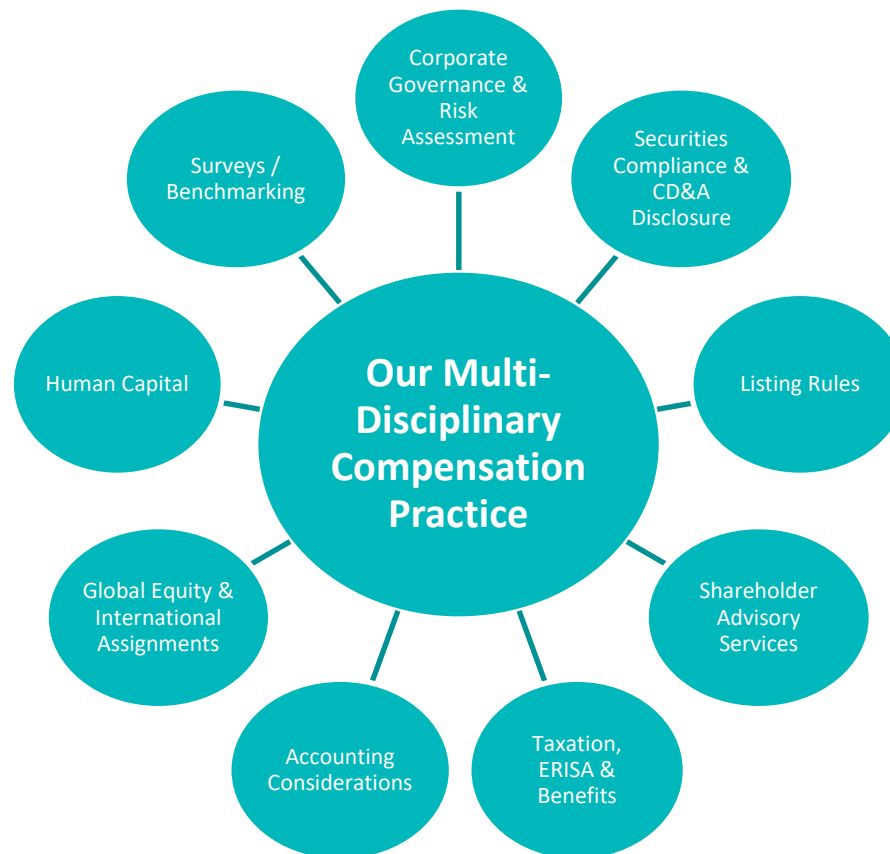 Corporate
Governance &
Risk
Assessment
Securities
Compliance &
CD&A
Disclosure
Surveys /
Benchmarking
Our Multi-
Disciplinary
Compensation
Practice
Human Capital
Listing Rules
Global Equity &
International
Assignments
Shareholder
Advisory
Services
Accounting
Considerations
Taxation,
ERISA &
Benefits